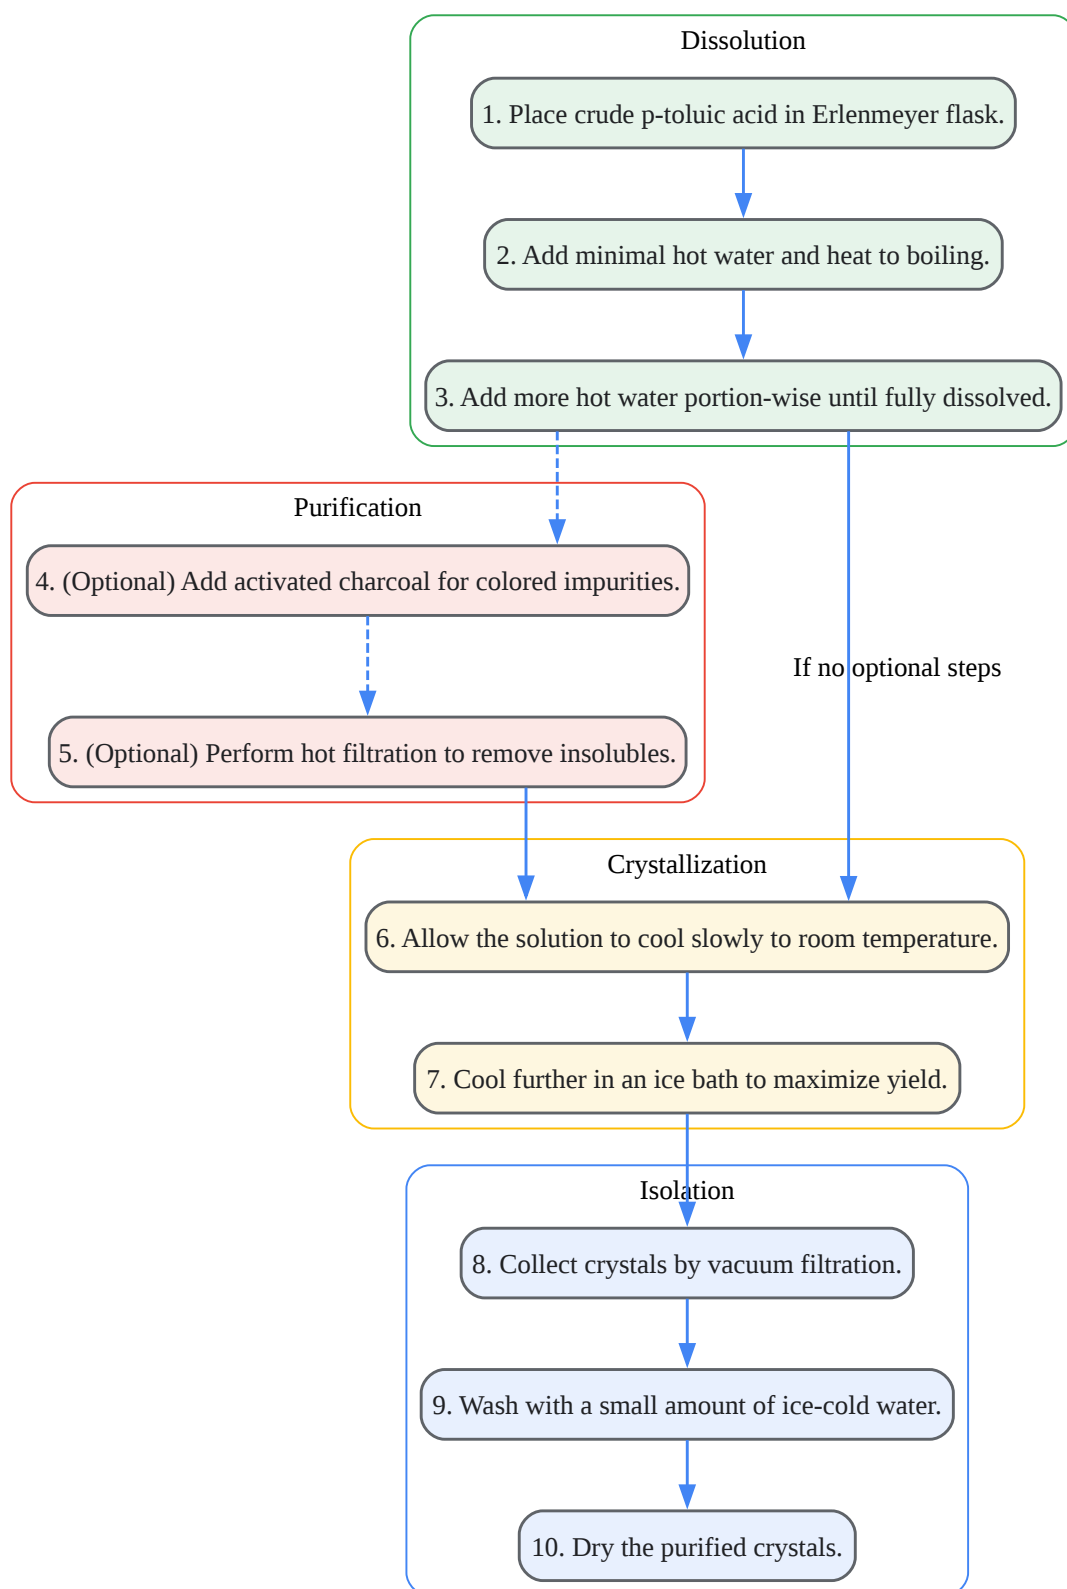 Dissolution
1. Place crude p-toluic acid in Erlenmeyer flask.
2. Add minimal hot water and heat to boiling.
3. Add more hot water portion-wise until fully dissolved.
Purification
4. (Optional) Add activated charcoal for colored impurities.
If no optional steps
5. (Optional) Perform hot filtration to remove insolubles.
Crystallization
6. Allow the solution to cool slowly to room temperature.
7. Cool further in an ice bath to maximize yield.
Isolation
8. Collect crystals by vacuum filtration.
9. Wash with a small amount of ice-cold water.
10. Dry the purified crystals.